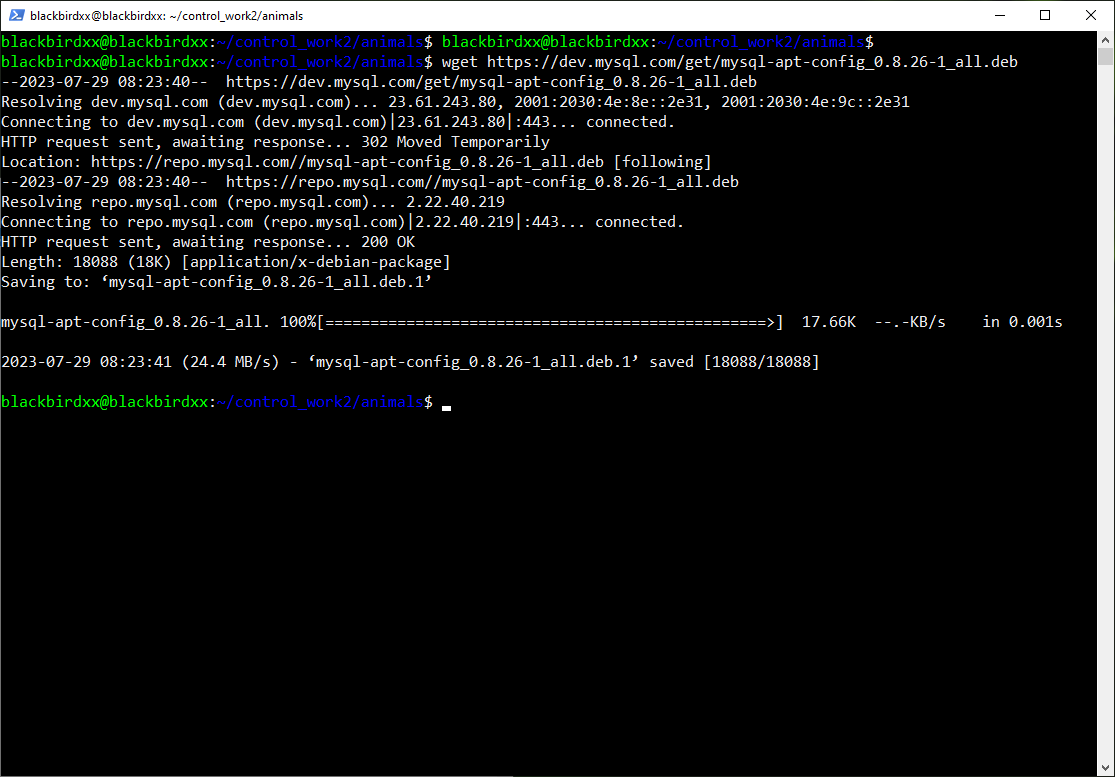 blackbirdxx@blackbirdxx: ~/control_work2/animals
blackbirdxx@blackbirdxx:~/control_work2/animals$ blackbirdxx@blackbirdxx:~/control_work2/animals$
blackbirdxx@blackbirdxx:~/control_work2/animals$ wget https://dev.mysql.com/get/mysql-apt-config_0.8.26-1_all.deb
--2023-07-29 08:23:40--  https://dev.mysql.com/get/mysql-apt-config_0.8.26-1_all.deb
Resolving dev.mysql.com (dev.mysql.com)... 23.61.243.80, 2001:2030:4e:8e::2e31, 2001:2030:4e:9c::2e31
Connecting to dev.mysql.com (dev.mysql.com)|23.61.243.80|:443... connected.
HTTP request sent, awaiting response... 302 Moved Temporarily
Location: https://repo.mysql.com//mysql-apt-config_0.8.26-1_all.deb [following]
--2023-07-29 08:23:40--  https://repo.mysql.com//mysql-apt-config_0.8.26-1_all.deb
Resolving repo.mysql.com (repo.mysql.com)... 2.22.40.219
Connecting to repo.mysql.com (repo.mysql.com)|2.22.40.219|:443... connected.
HTTP request sent, awaiting response... 200 OK
Length: 18088 (18K) [application/x-debian-package]
Saving to: ‘mysql-apt-config_0.8.26-1_all.deb.1’
mysql-apt-config_0.8.26-1_all. 100%[=================================================>]  17.66K  --.-KB/s    in 0.001s
2023-07-29 08:23:41 (24.4 MB/s) - ‘mysql-apt-config_0.8.26-1_all.deb.1’ saved [18088/18088]
blackbirdxx@blackbirdxx:~/control_work2/animals$